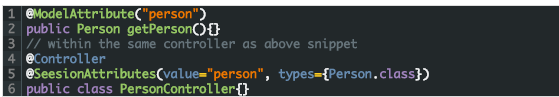 1 @ModelAttribute("person")
2 public Person getPerson(){}
3 // within the same controller as above snippet
4 @Controller
5 @SeesionAttributes(value="person", types={Person.class})
6 public class PersonController{}